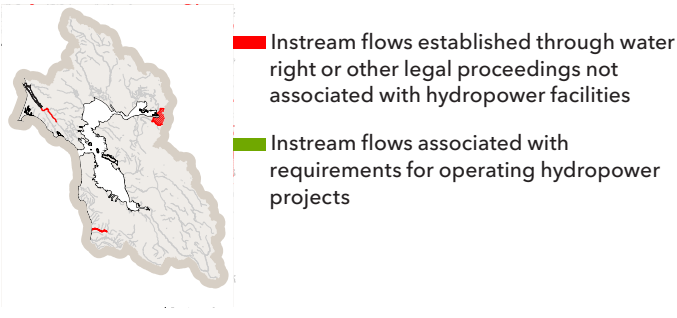 Instream flows established through water
right or other legal proceedings not
associated with hydropower facilities
Instream flows associated with
requirements for operating hydropower
projects